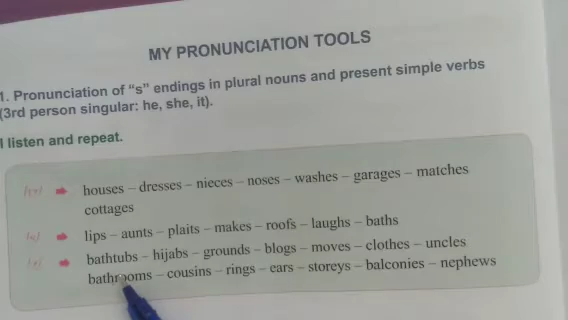 MY PRONUNCIATION TOOLS
1. Pronunciation of “s” endings in plural nouns and present simple verbs
(3rd person singular: he, she, it).
I listen and repeat.
houses – dresses – nieces – noses – washes – garages – matches
cottages
lips – aunts – plaits – makes – roofs – laughs – baths
bathtubs – hijabs – grounds – blogs – moves – clothes – uncles
bathrooms – cousins – rings – ears – storeys – balconies – nephews